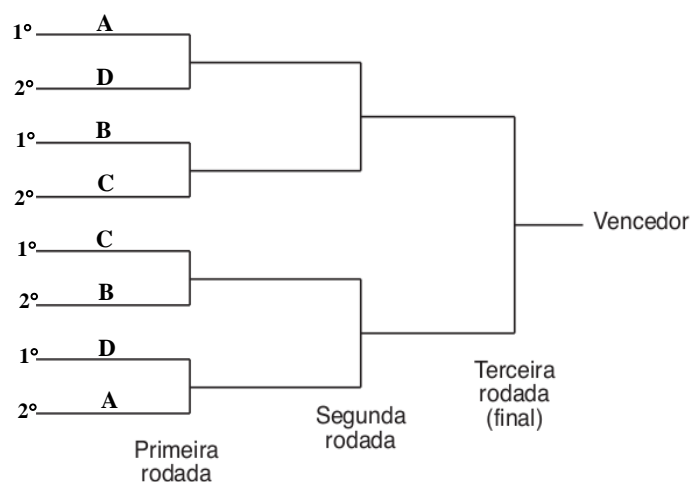 1° A
2° D
1° B
2° C
1° C
2° B
1° D
2° A
Vencedor
Primeira
rodada
Segunda
rodada
Terceira
rodada
(final)